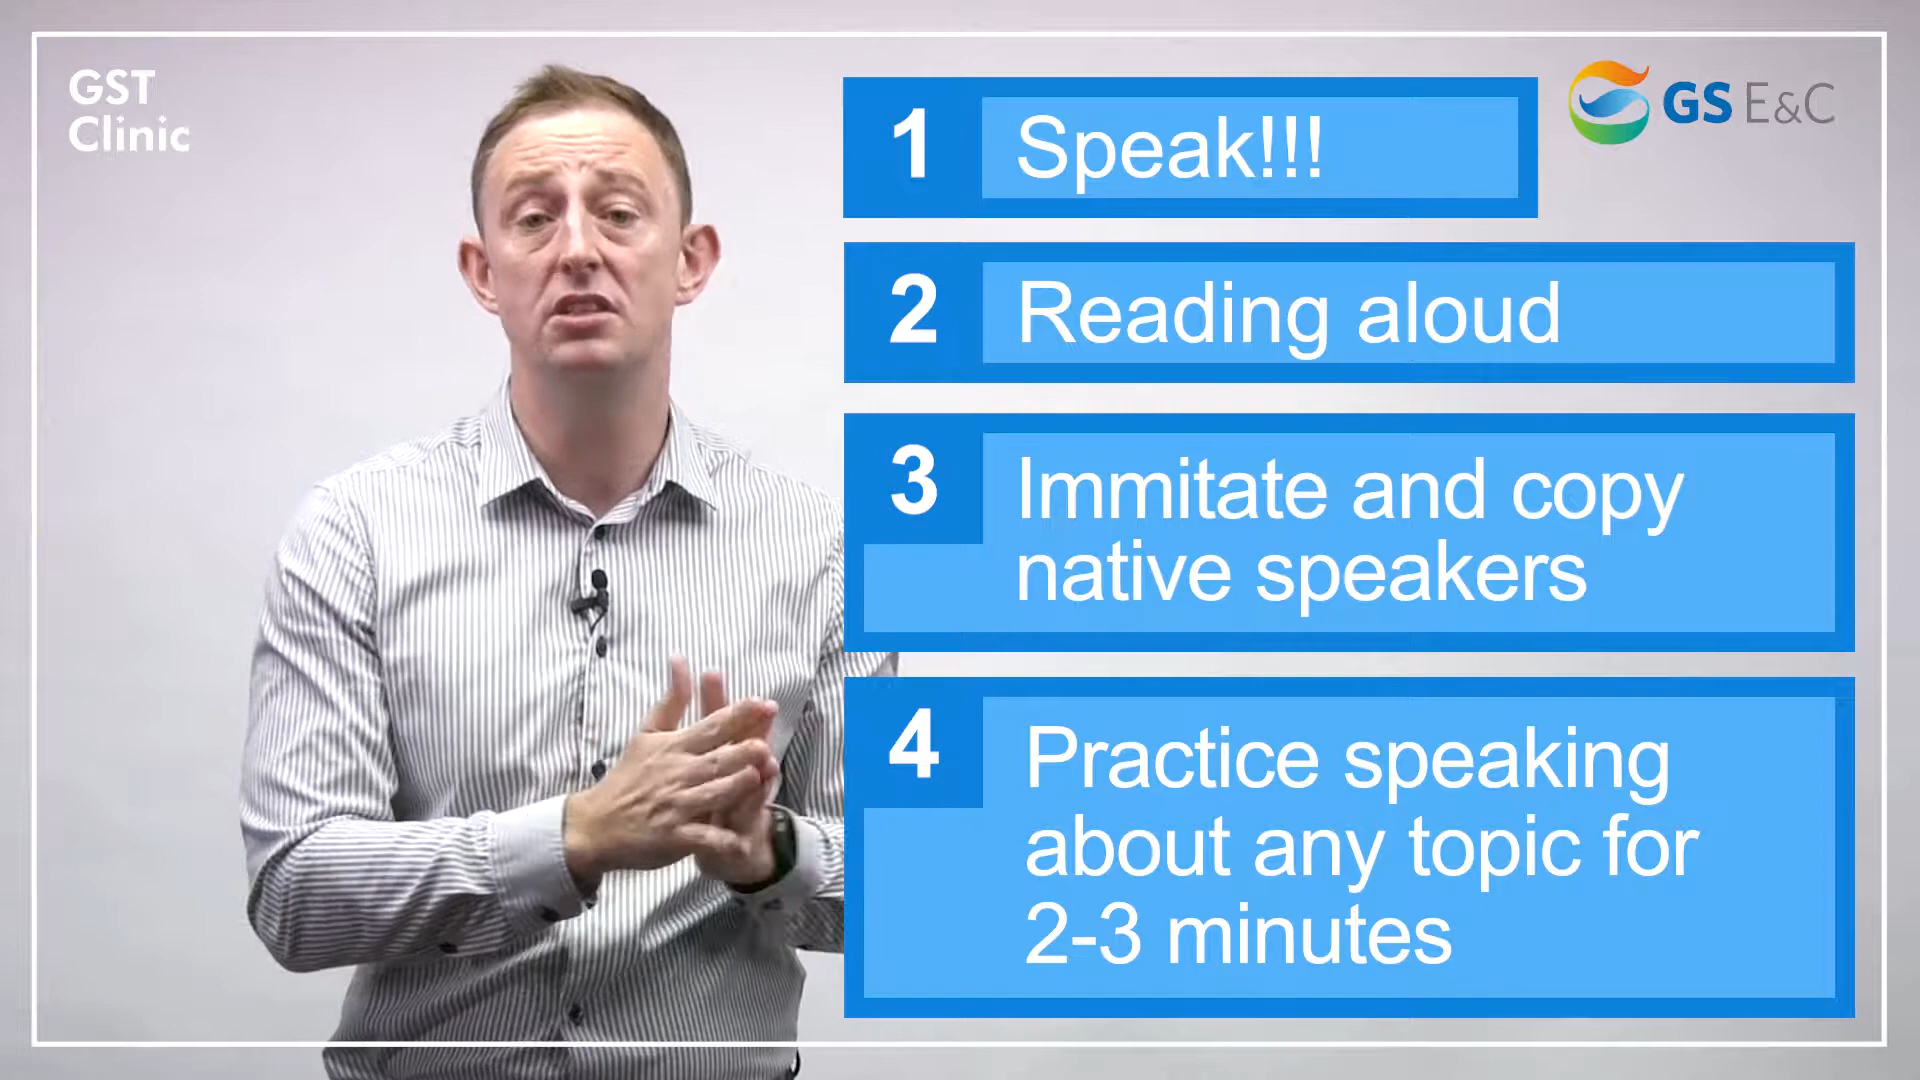 GST
Clinic
GS E&C
1 Speak!!!
2 Reading aloud
3 Immitate and copy
native speakers
4 Practice speaking
about any topic for
2-3 minutes